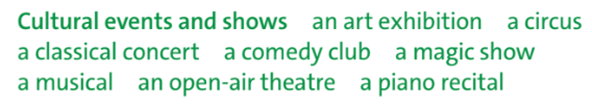 Cultural events and shows an art exhibition a circus
a classical concert a comedy club a magic show
a musical an open-air theatre a piano recital